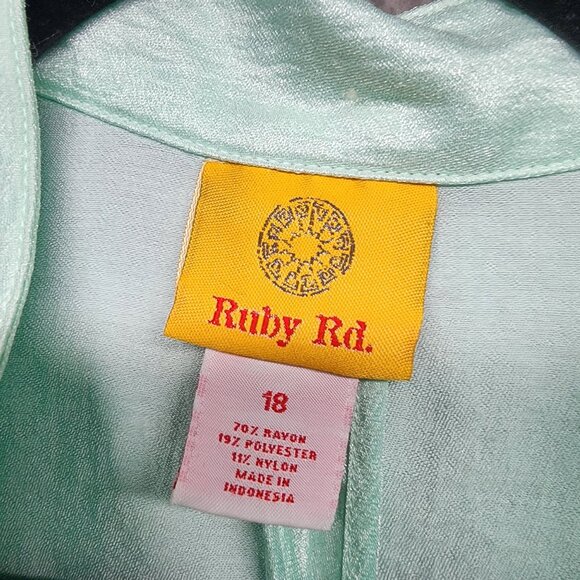 Ruby Rd.
18
70% RAYON
19% POLYESTER
11% NYLON
MADE IN
INDONESIA